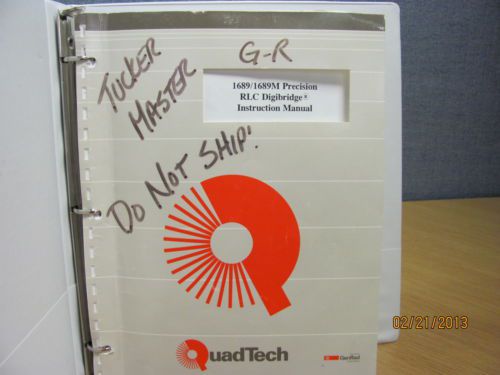 TUCKER
MASTER
G-R
DO NOT SHIP!
1689/1689M Precision
RLC Digibridge®
Instruction Manual
QuadTech
02/21/2013